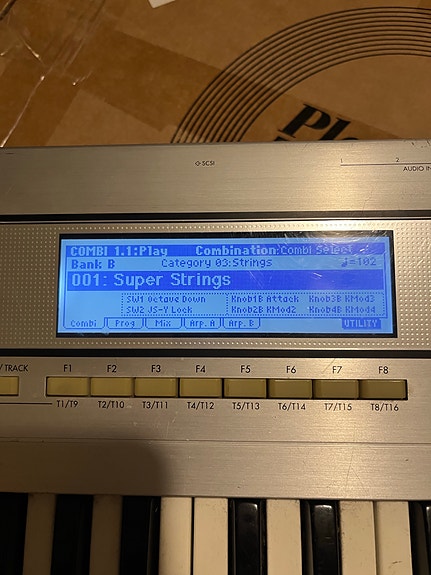 Pl
SCSI
1 2
AUDIO IN
COMBI 1.1:Play Combination:Combi Select
Bank B Category 03:Strings ♩=102
001: Super Strings
SW1 Octave Down Knob1B Attack Knob3B KMod3
SW2 JS-Y Lock Knob2B KMod2 Knob4B KMod4
Combi Prog Mix Arp. A Arp. B UTILITY
/ TRACK F1 F2 F3 F4 F5 F6 F7 F8
T1/T9 T2/T10 T3/T11 T4/T12 T5/T13 T6/T14 T7/T15 T8/T16